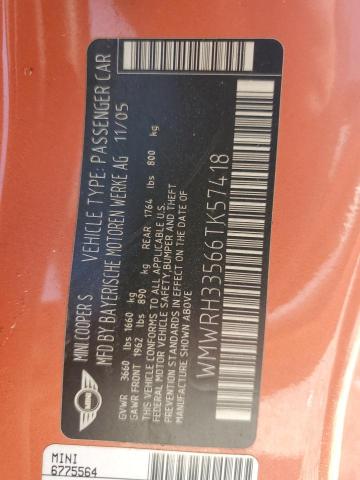 MINI COOPER S VEHICLE TYPE: PASSENGER CAR
MFD.BY BAYERISCHE MOTOREN WERKE AG 11/05
GVWR 3660 lbs 1660 kg
GAWR FRONT 1962 lbs 890 kg REAR 1764 lbs 800 kg
THIS VEHICLE CONFORMS TO ALL APPLICABLE U.S.
FEDERAL MOTOR VEHICLE SAFETY,BUMPER AND THEFT
PREVENTION STANDARDS IN EFFECT ON THE DATE OF
MANUFACTURE SHOWN ABOVE.
WMWRH33566TK57418
MINI
MINI
6775564